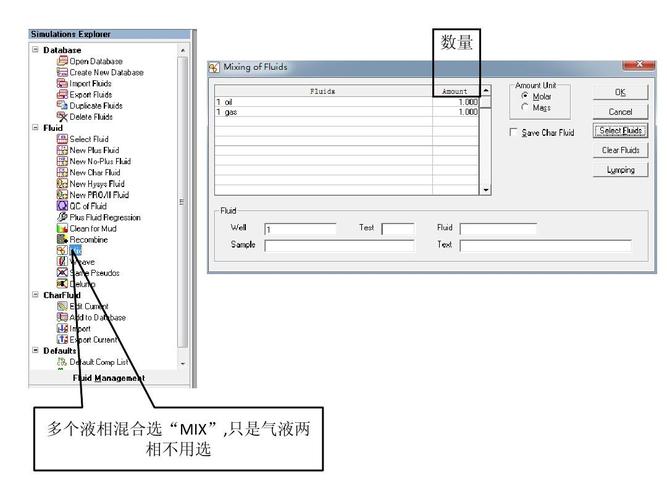 数量
Simulations Explorer
Database
Open Database
Create New Database
Import Fluids
Export Fluids
Duplicate Fluids
Delete Fluids
Fluid
Select Fluid
New Plus Fluid
New No-Plus Fluid
New Char Fluid
New Hysys Fluid
New PRO/II Fluid
QC of Fluid
Plus Fluid Regression
Clean for Mud
Recombine
Weave
Same Pseudos
Delump
CharFluid
Edit Current
Add to Database
Import
Export Current
Defaults
Default Comp List
Fluid Management
Mixing of Fluids
Fluids Amount
1 oil 1.000
1 gas 1.000
Amount Unit
Molar
Mass
Save Char Fluid
OK
Cancel
Select Fluids
Clear Fluids
Lumping
Fluid
Well 1 Test Fluid
Sample Text
多个液相混合选“MIX”,只是气液两
相不用选